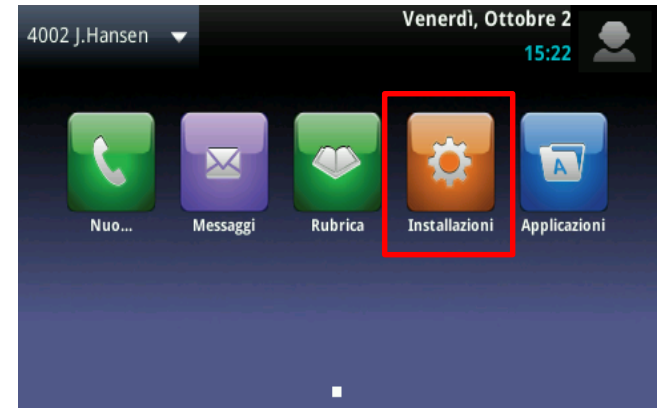 4002 J.Hansen
Venerdì, Ottobre 2
15:22
Nuo...
Messaggi
Rubrica
Installazioni
Applicazioni
A